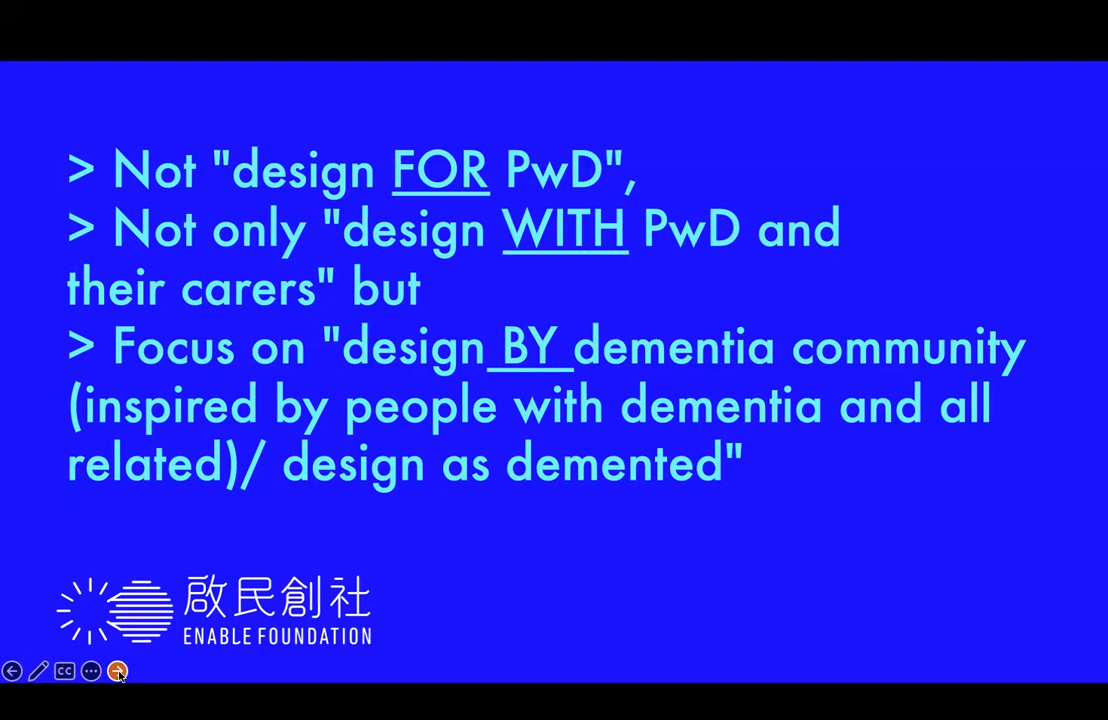 > Not "design FOR PwD",
> Not only "design WITH PwD and
their carers" but
> Focus on "design BY dementia community
(inspired by people with dementia and all
related)/ design as demented"
啟民創社
ENABLE FOUNDATION
CC